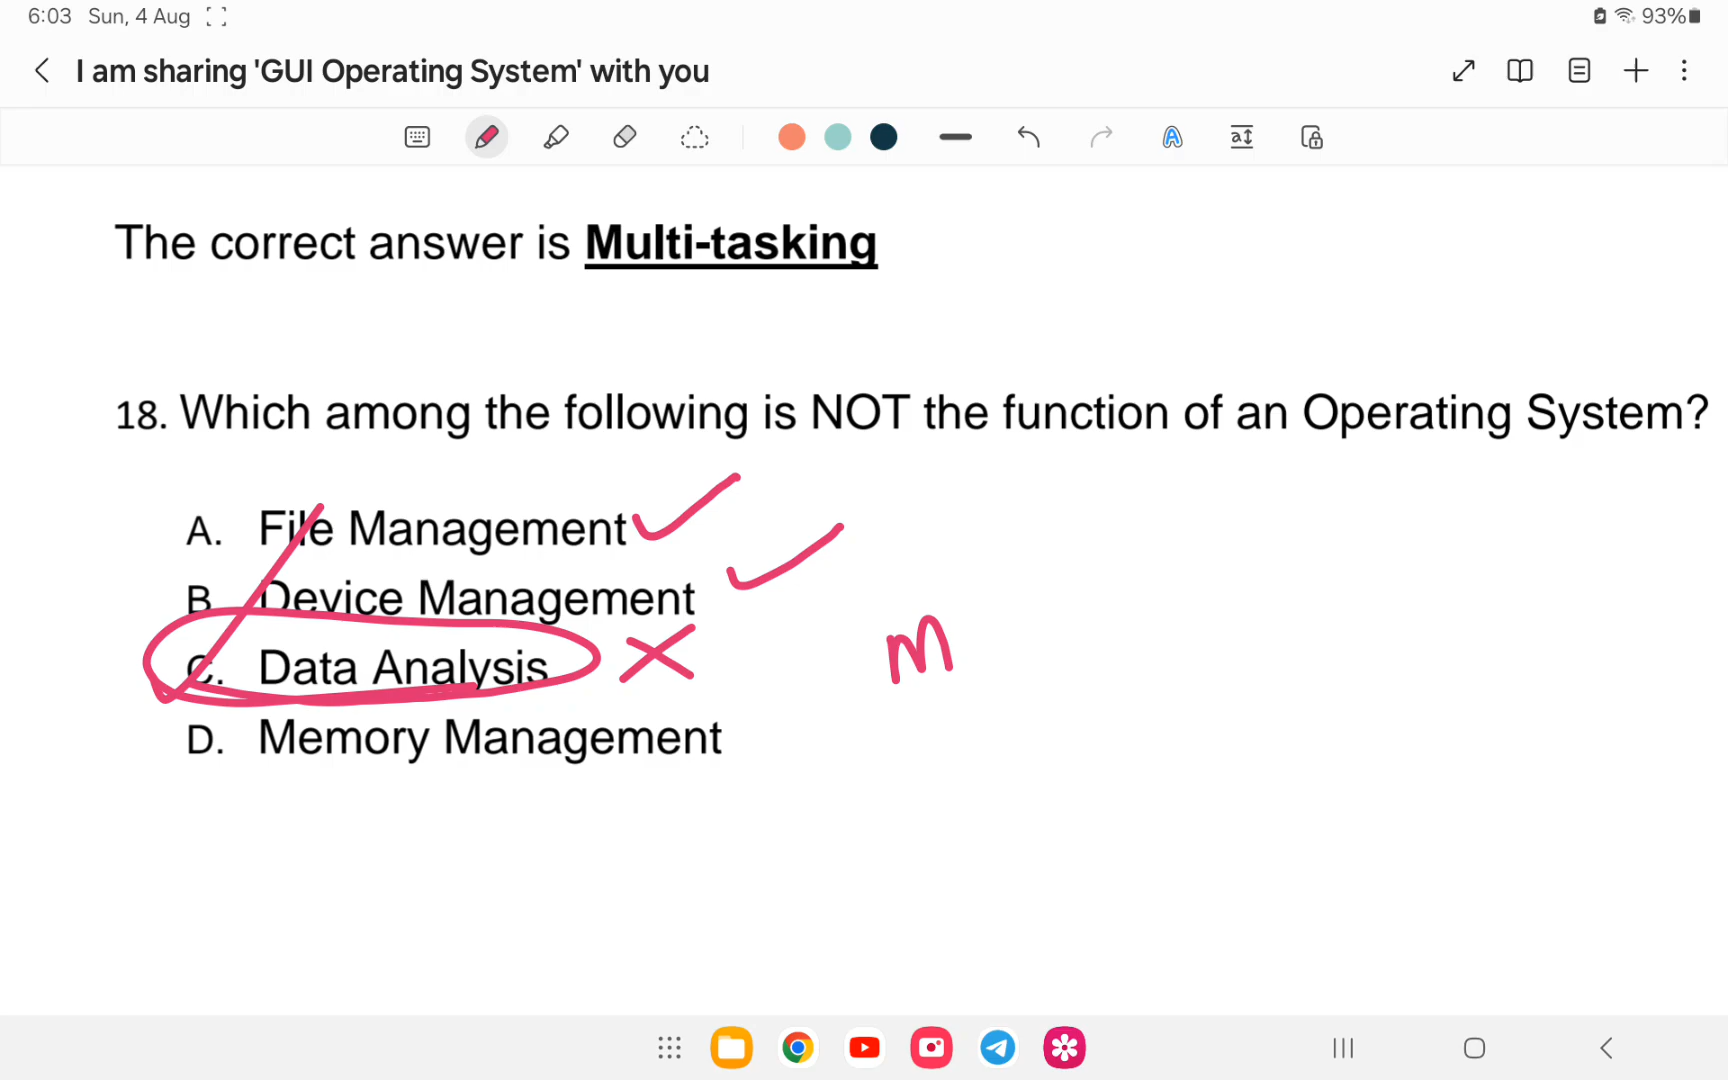 6:03 Sun, 4 Aug 93%
I am sharing 'GUI Operating System' with you
The correct answer is Multi-tasking
18. Which among the following is NOT the function of an Operating System?
A. File Management
B. Device Management
C. Data Analysis
m
D. Memory Management